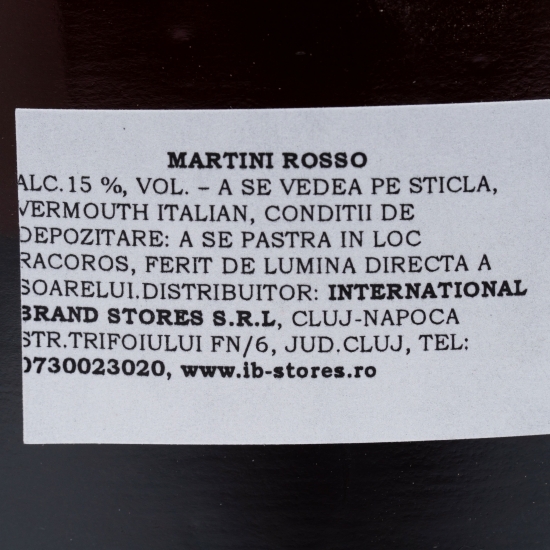 MARTINI ROSSO
ALC.15 %, VOL. – A SE VEDEA PE STICLA,
VERMOUTH ITALIAN, CONDITII DE
DEPOZITARE: A SE PASTRA IN LOC
RACOROS, FERIT DE LUMINA DIRECTA A
SOARELUI.DISTRIBUITOR: INTERNATIONAL
BRAND STORES S.R.L, CLUJ-NAPOCA
STR.TRIFOIULUI FN/6, JUD.CLUJ, TEL:
0730023020, www.ib-stores.ro